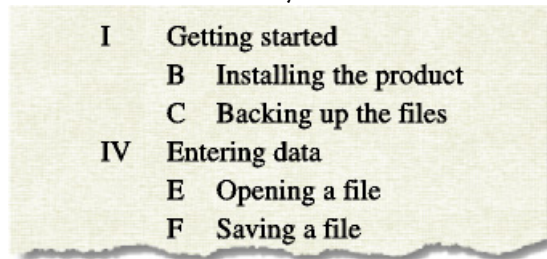 I Getting started
B Installing the product
C Backing up the files
IV Entering data
E Opening a file
F Saving a file